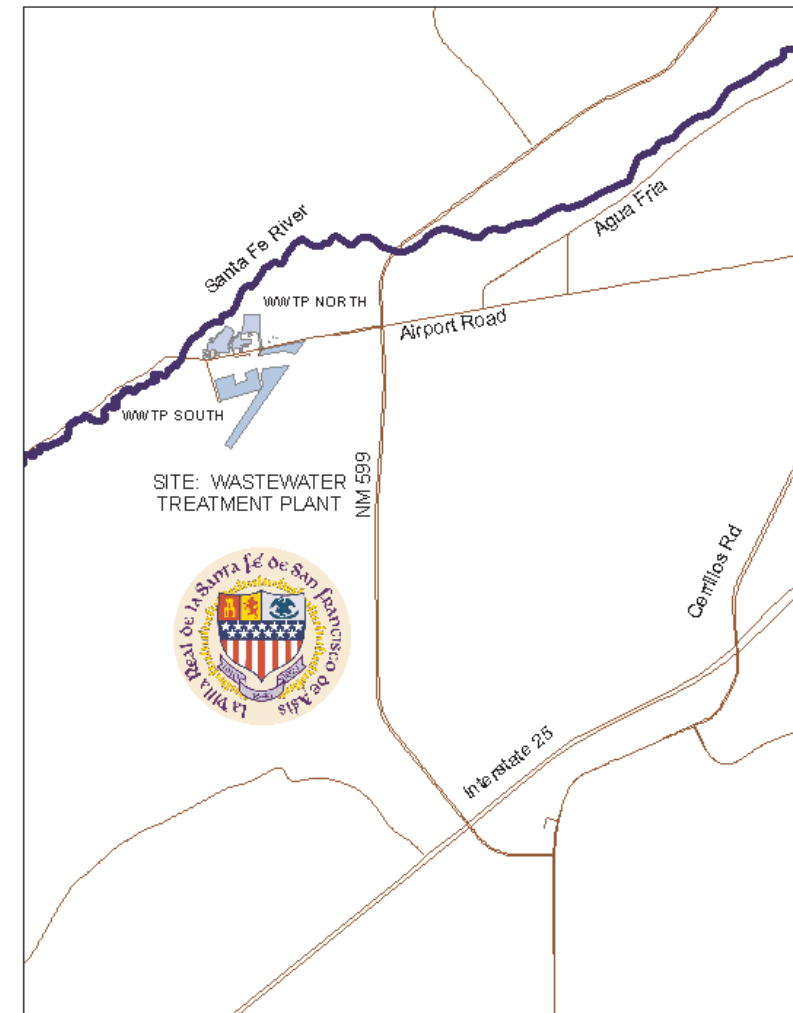 Santa Fe River
Agua Fria
WWTP NORTH
Airport Road
WWTP SOUTH
SITE: WASTEWATER
TREATMENT PLANT
NM 599
La Villa Real de la Santa Fé de San Francisco de Asis
Cerrillos Rd
Interstate 25